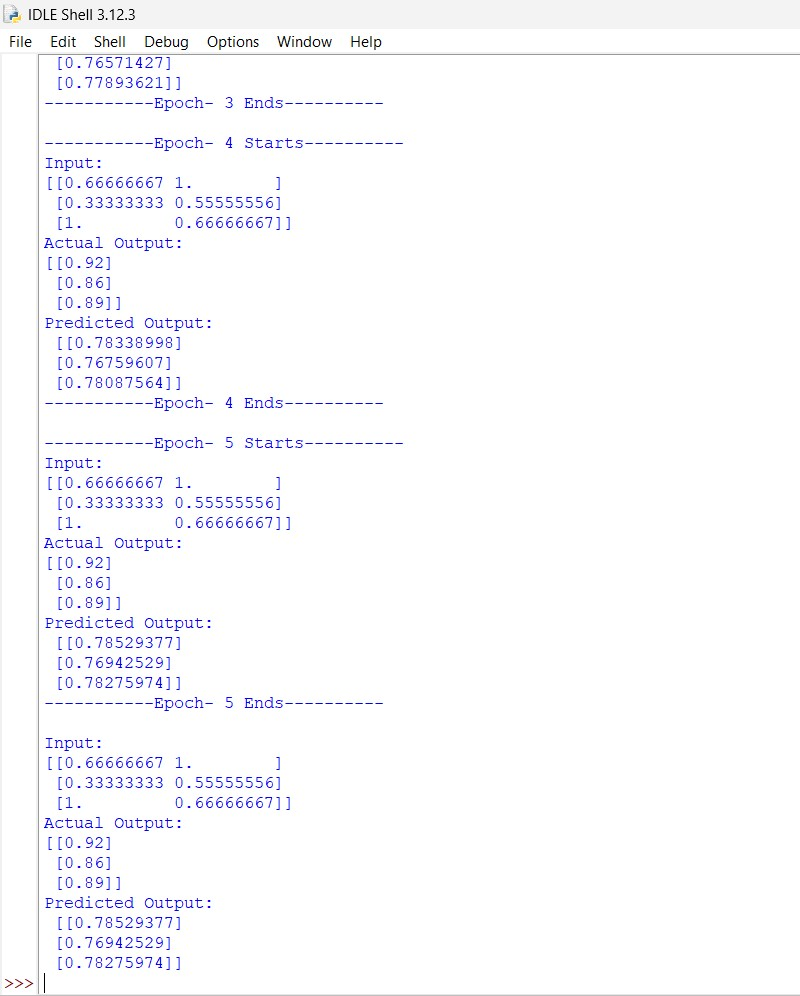 IDLE Shell 3.12.3
File Edit Shell Debug Options Window Help
 [0.76571427]
 [0.77893621]]
-----------Epoch- 3 Ends----------

-----------Epoch- 4 Starts----------
Input:
[[0.66666667 1.        ]
 [0.33333333 0.55555556]
 [1.         0.66666667]]
Actual Output:
[[0.92]
 [0.86]
 [0.89]]
Predicted Output:
 [[0.78338998]
 [0.76759607]
 [0.78087564]]
-----------Epoch- 4 Ends----------

-----------Epoch- 5 Starts----------
Input:
[[0.66666667 1.        ]
 [0.33333333 0.55555556]
 [1.         0.66666667]]
Actual Output:
[[0.92]
 [0.86]
 [0.89]]
Predicted Output:
 [[0.78529377]
 [0.76942529]
 [0.78275974]]
-----------Epoch- 5 Ends----------

Input:
[[0.66666667 1.        ]
 [0.33333333 0.55555556]
 [1.         0.66666667]]
Actual Output:
[[0.92]
 [0.86]
 [0.89]]
Predicted Output:
 [[0.78529377]
 [0.76942529]
 [0.78275974]]
>>>